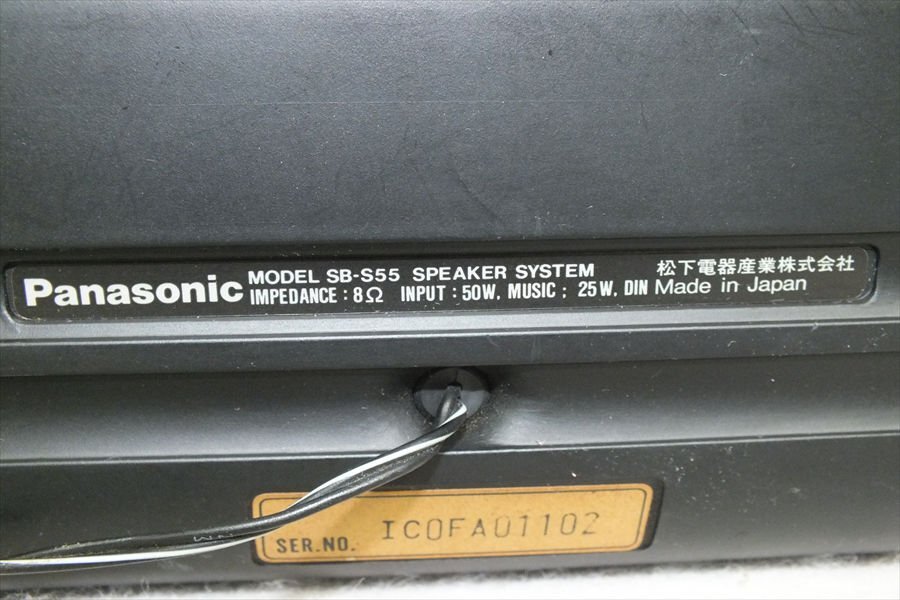 Panasonic
MODEL SB-S55 SPEAKER SYSTEM
IMPEDANCE : 8Ω INPUT : 50W, MUSIC ; 25W, DIN
松下電器産業株式会社
Made in Japan
SER.NO. IC0FA01102